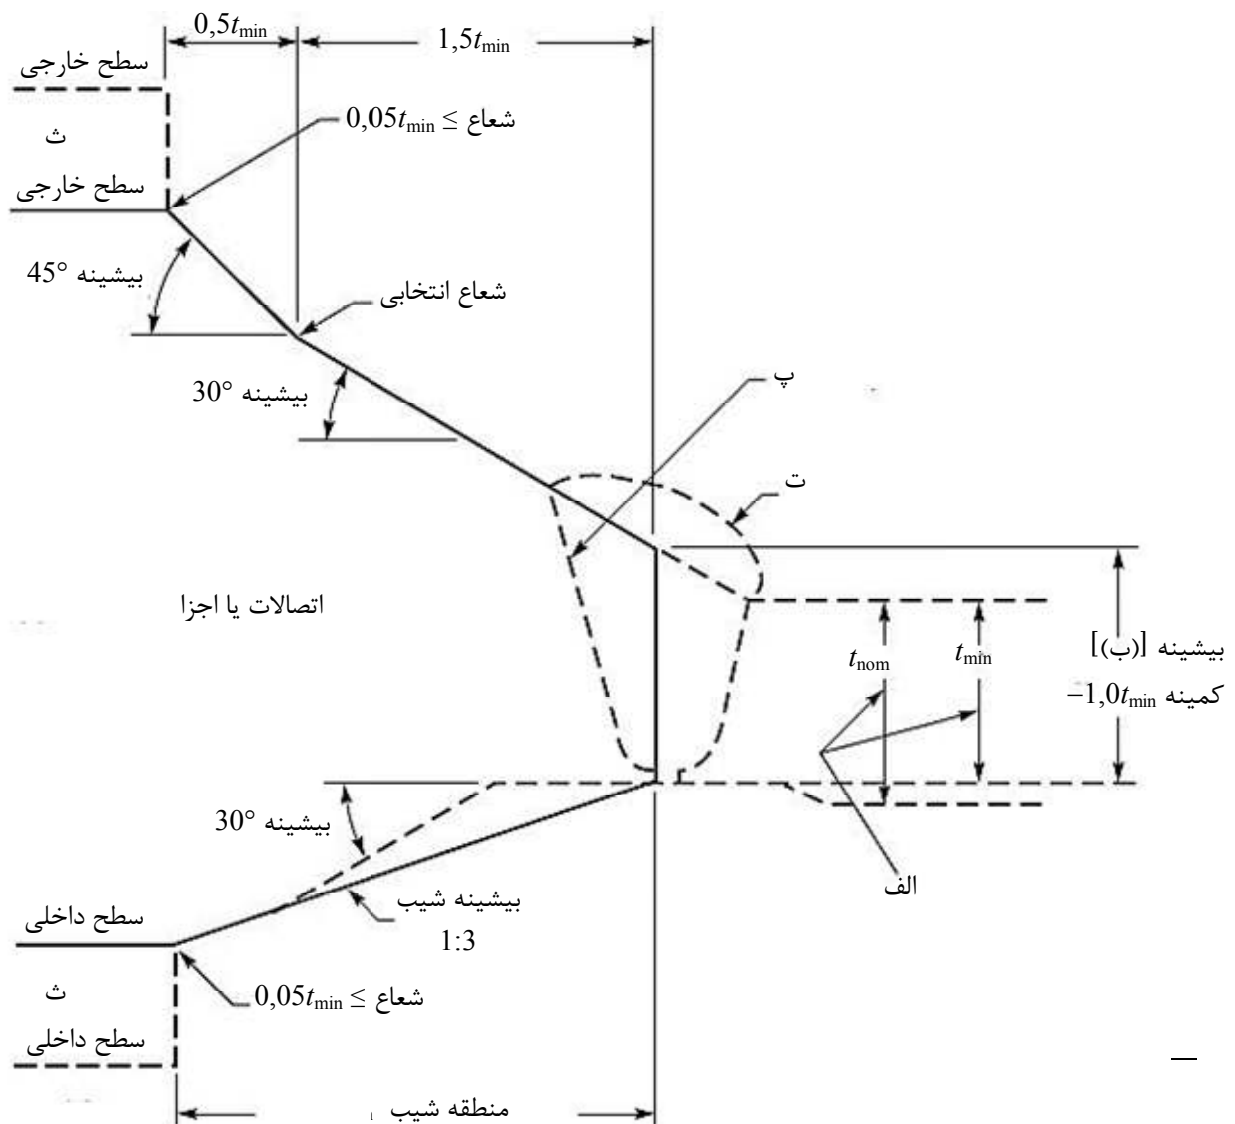 0,5tmin
1,5tmin
سطح خارجی
شعاع ≥ 0,05tmin
ث
سطح خارجی
بیشینه 45°
شعاع انتخابی
بیشینه 30°
پ
ت
اتصالات یا اجزا
بیشینه [(ب)]
کمینه 1,0tmin–
tnom
tmin
بیشینه 30°
الف
بیشینه شیب
1:3
سطح داخلی
شعاع ≥ 0,05tmin
ث
سطح داخلی
منطقه شیب